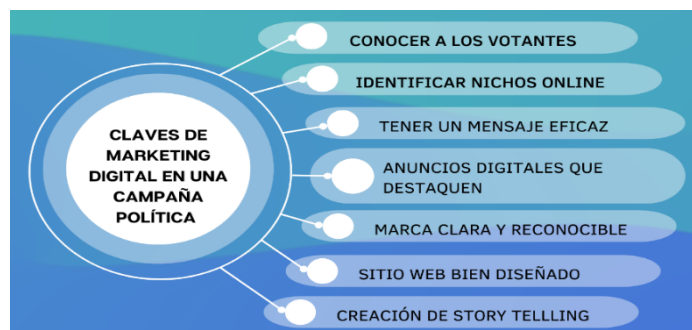 CLAVES DE
MARKETING
DIGITAL EN UNA
CAMPAÑA
POLÍTICA
CONOCER A LOS VOTANTES
IDENTIFICAR NICHOS ONLINE
TENER UN MENSAJE EFICAZ
ANUNCIOS DIGITALES QUE
DESTAQUEN
MARCA CLARA Y RECONOCIBLE
SITIO WEB BIEN DISEÑADO
CREACIÓN DE STORY TELLLING